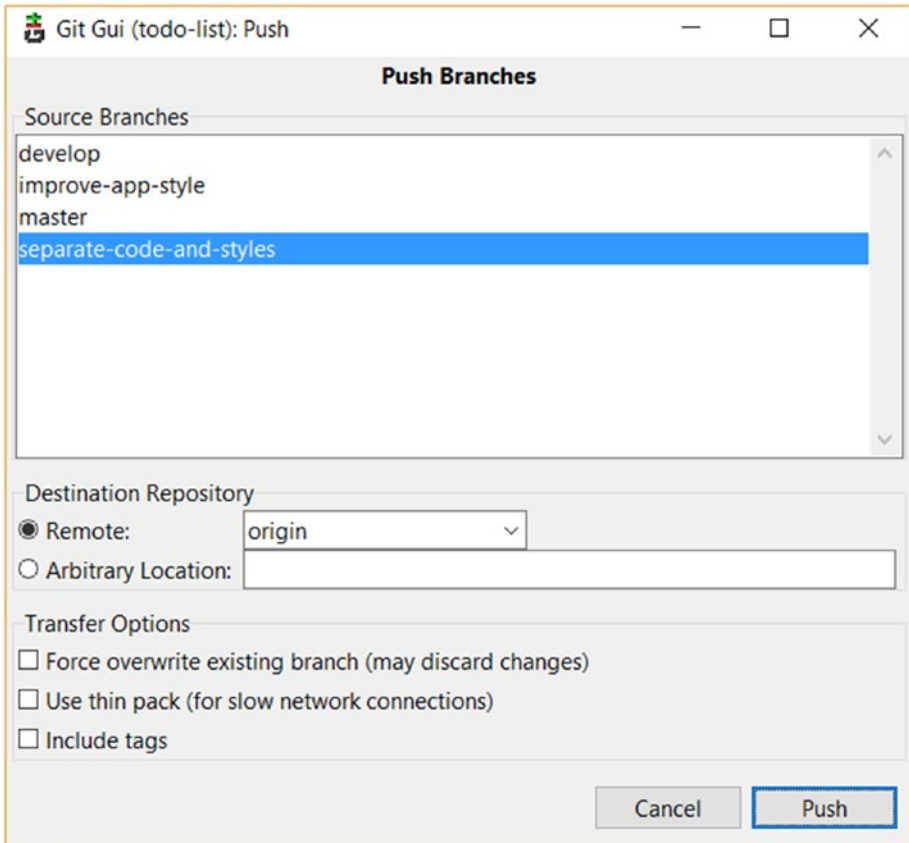 Git Gui (todo-list): Push
Push Branches
Source Branches
develop
improve-app-style
master
separate-code-and-styles
Destination Repository
Remote: origin
Arbitrary Location:
Transfer Options
Force overwrite existing branch (may discard changes)
Use thin pack (for slow network connections)
Include tags
Cancel Push